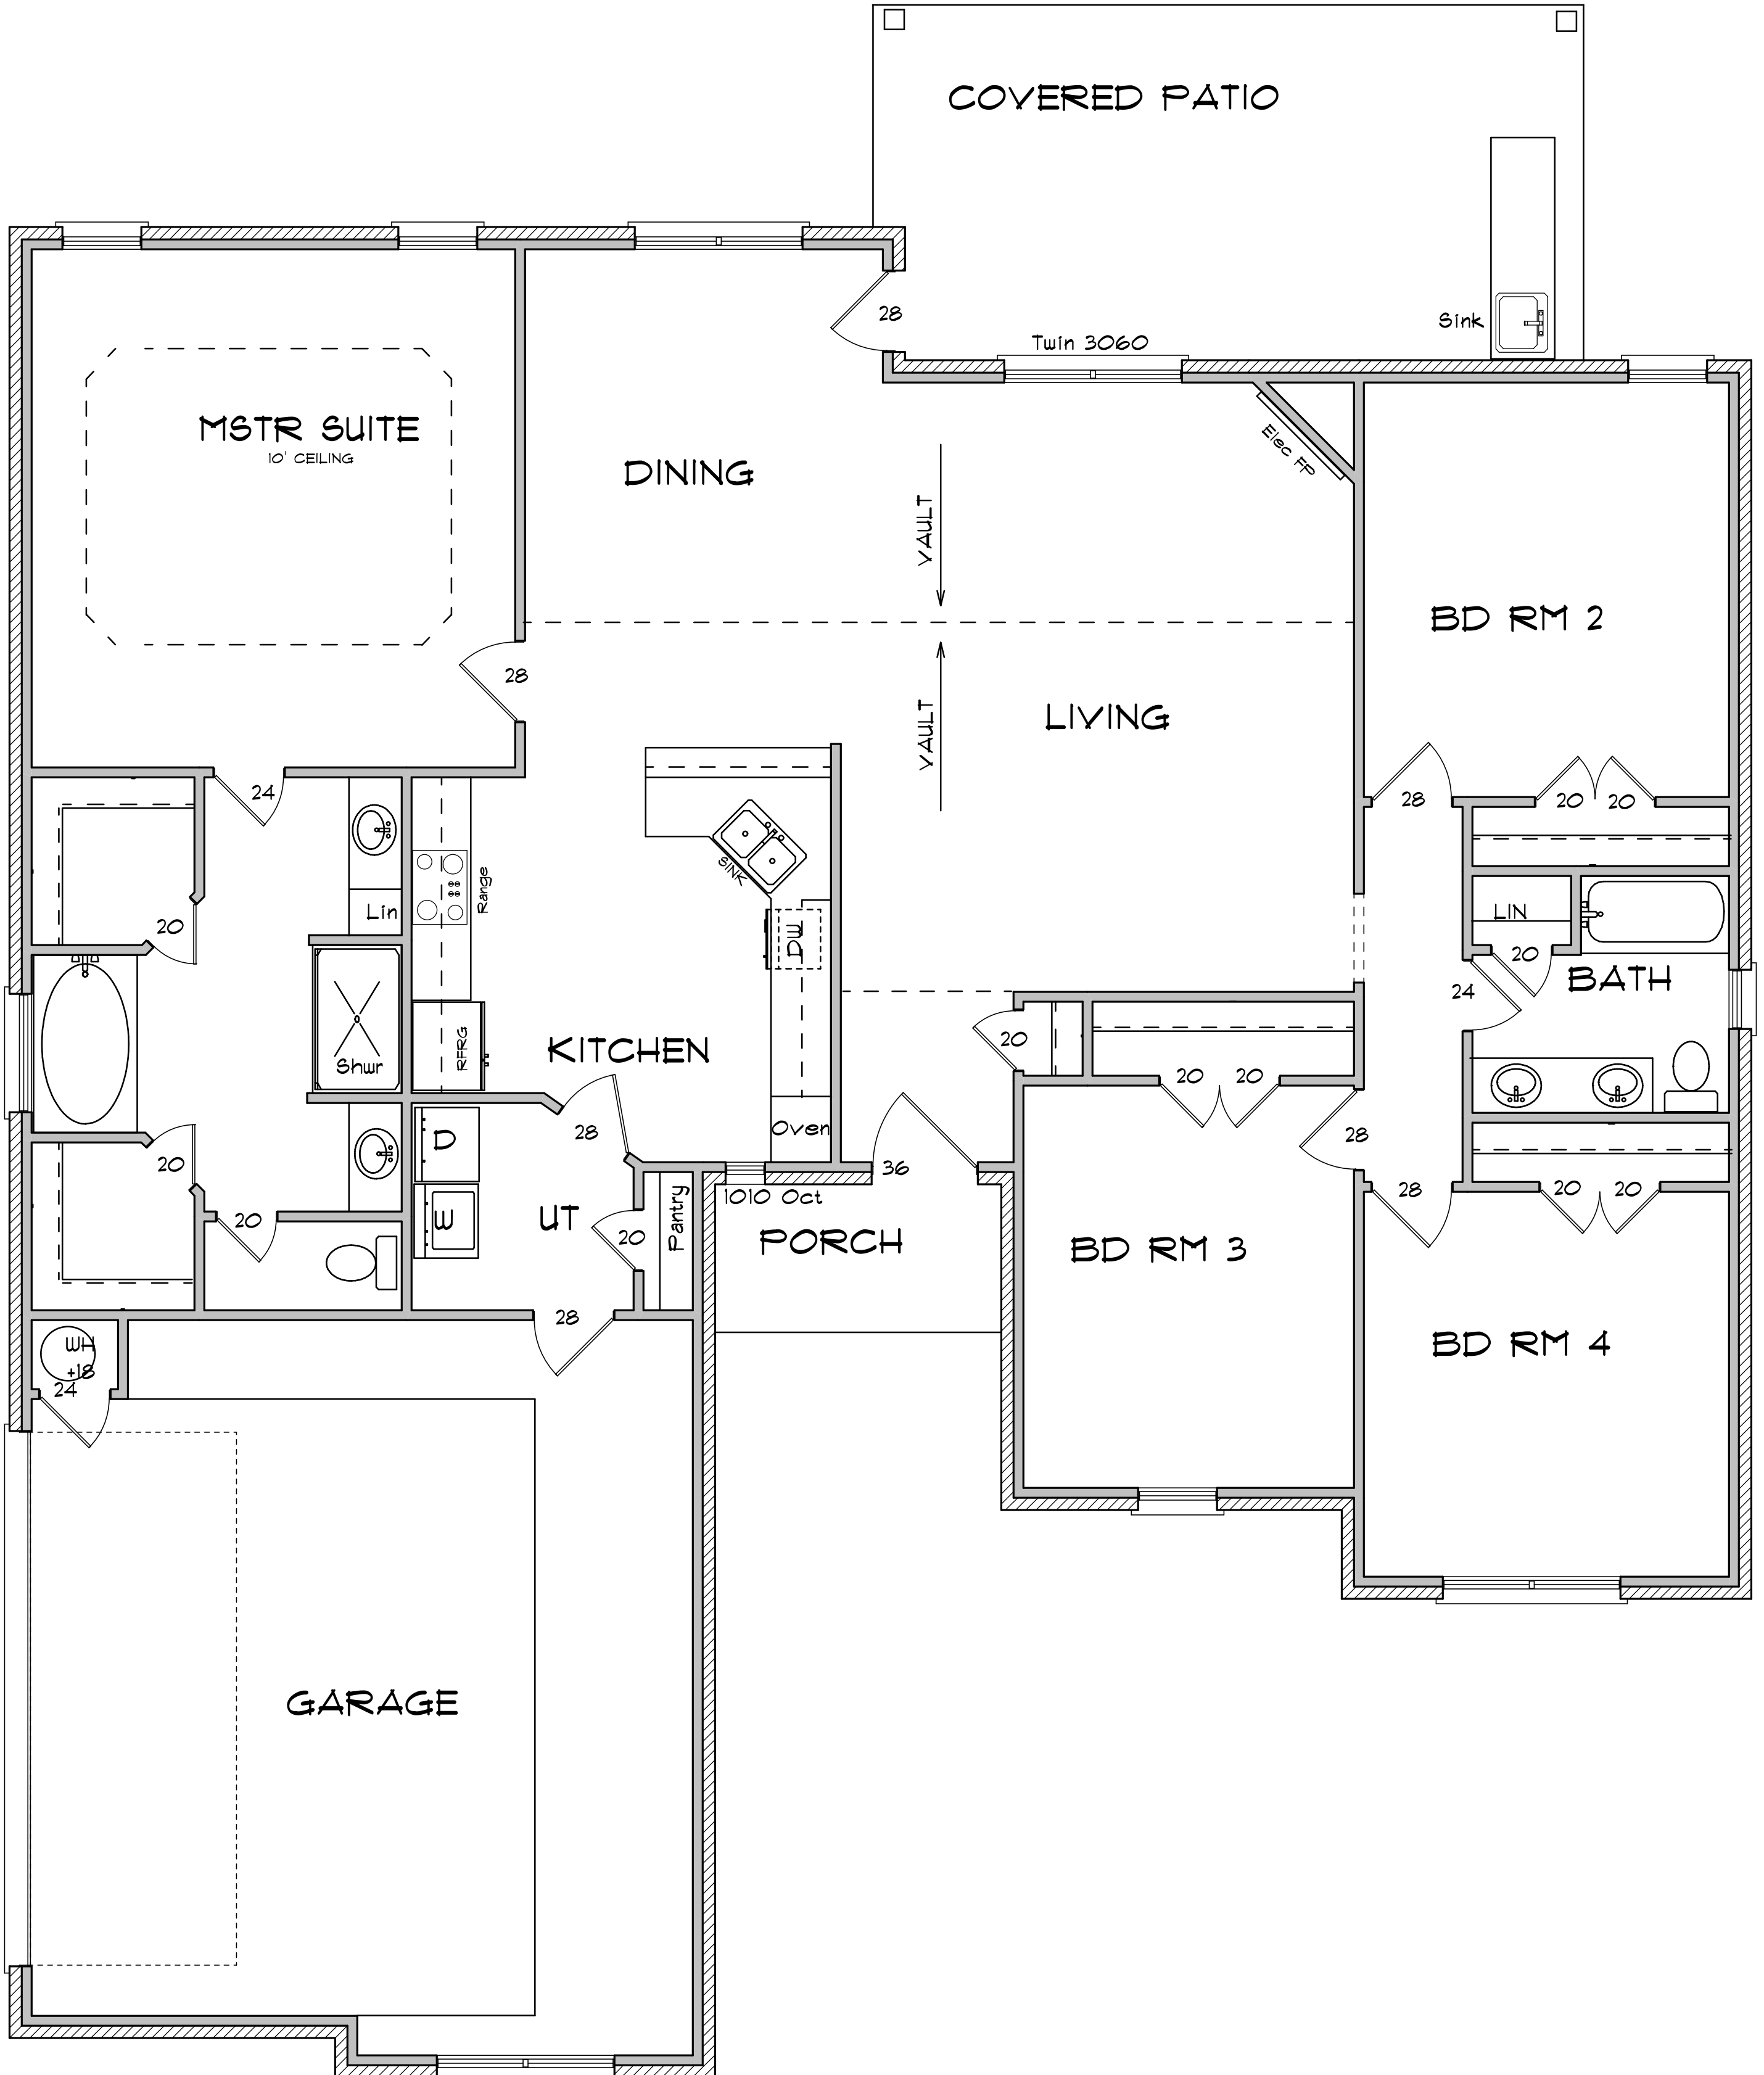 COVERED PATIO
28
Sink
Twin 3060
MSTR SUITE
10' CEILING
DINING
Elec FP
VAULT
BD RM 2
28
LIVING
VAULT
24
28
20 20
SINK
Range
Lin
20
LIN
DW
20
BATH
24
RFRG
KITCHEN
20
Shwr
20 20
D
28
Oven
28
20
36
W
1010 Oct
28
20 20
Pantry
UT
20
20
PORCH
BD RM 3
28
WH
+18
24
BD RM 4
GARAGE